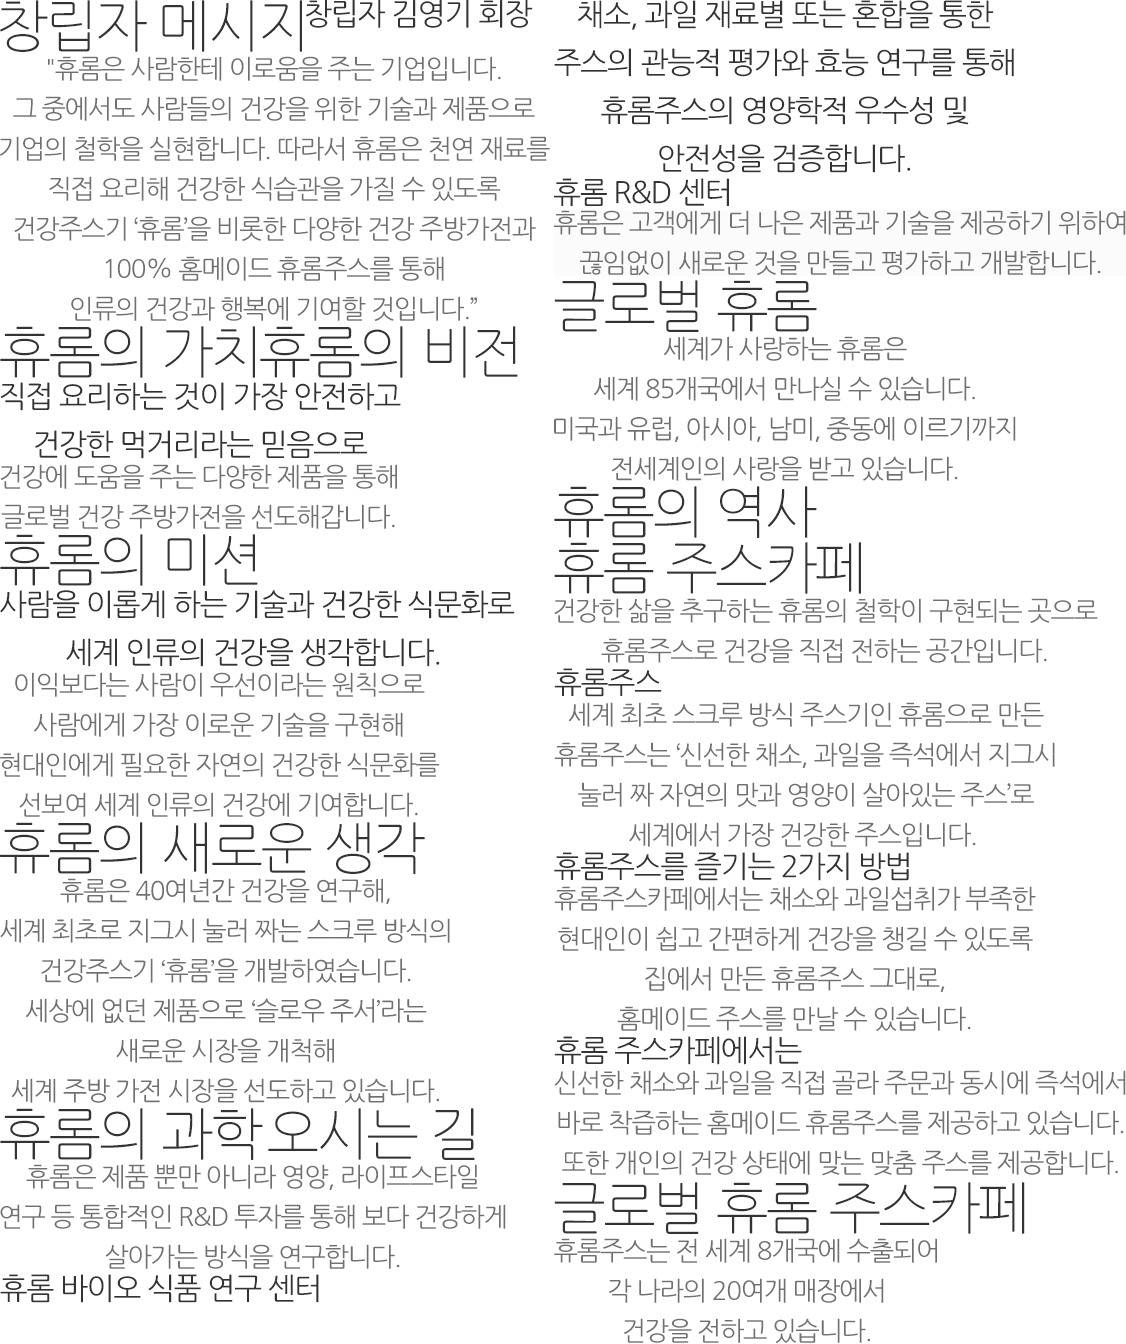 창립자 메시지
창립자 김영기 회장
"휴롬은 사람한테 이로움을 주는 기업입니다.
그 중에서도 사람들의 건강을 위한 기술과 제품으로
기업의 철학을 실현합니다. 따라서 휴롬은 천연 재료를
직접 요리해 건강한 식습관을 가질 수 있도록
건강주스기 ‘휴롬’을 비롯한 다양한 건강 주방가전과
100% 홈메이드 휴롬주스를 통해
인류의 건강과 행복에 기여할 것입니다.”
휴롬의 가치
휴롬의 비전
직접 요리하는 것이 가장 안전하고
건강한 먹거리라는 믿음으로
건강에 도움을 주는 다양한 제품을 통해
글로벌 건강 주방가전을 선도해갑니다.
휴롬의 미션
사람을 이롭게 하는 기술과 건강한 식문화로
세계 인류의 건강을 생각합니다.
이익보다는 사람이 우선이라는 원칙으로
사람에게 가장 이로운 기술을 구현해
현대인에게 필요한 자연의 건강한 식문화를
선보여 세계 인류의 건강에 기여합니다.
휴롬의 새로운 생각
휴롬은 40여년간 건강을 연구해,
세계 최초로 지그시 눌러 짜는 스크루 방식의
건강주스기 ‘휴롬’을 개발하였습니다.
세상에 없던 제품으로 ‘슬로우 주서’라는
새로운 시장을 개척해
세계 주방 가전 시장을 선도하고 있습니다.
휴롬의 과학
오시는 길
휴롬은 제품 뿐만 아니라 영양, 라이프스타일
연구 등 통합적인 R&D 투자를 통해 보다 건강하게
살아가는 방식을 연구합니다.
휴롬 바이오 식품 연구 센터
채소, 과일 재료별 또는 혼합을 통한
주스의 관능적 평가와 효능 연구를 통해
휴롬주스의 영양학적 우수성 및
안전성을 검증합니다.
휴롬 R&D 센터
휴롬은 고객에게 더 나은 제품과 기술을 제공하기 위하여
끊임없이 새로운 것을 만들고 평가하고 개발합니다.
글로벌 휴롬
세계가 사랑하는 휴롬은
세계 85개국에서 만나실 수 있습니다.
미국과 유럽, 아시아, 남미, 중동에 이르기까지
전세계인의 사랑을 받고 있습니다.
휴롬의 역사
휴롬 주스카페
건강한 삶을 추구하는 휴롬의 철학이 구현되는 곳으로
휴롬주스로 건강을 직접 전하는 공간입니다.
휴롬주스
세계 최초 스크루 방식 주스기인 휴롬으로 만든
휴롬주스는 ‘신선한 채소, 과일을 즉석에서 지그시
눌러 짜 자연의 맛과 영양이 살아있는 주스’로
세계에서 가장 건강한 주스입니다.
휴롬주스를 즐기는 2가지 방법
휴롬주스카페에서는 채소와 과일섭취가 부족한
현대인이 쉽고 간편하게 건강을 챙길 수 있도록
집에서 만든 휴롬주스 그대로,
홈메이드 주스를 만날 수 있습니다.
휴롬 주스카페에서는
신선한 채소와 과일을 직접 골라 주문과 동시에 즉석에서
바로 착즙하는 홈메이드 휴롬주스를 제공하고 있습니다.
또한 개인의 건강 상태에 맞는 맞춤 주스를 제공합니다.
글로벌 휴롬 주스카페
휴롬주스는 전 세계 8개국에 수출되어
각 나라의 20여개 매장에서
건강을 전하고 있습니다.